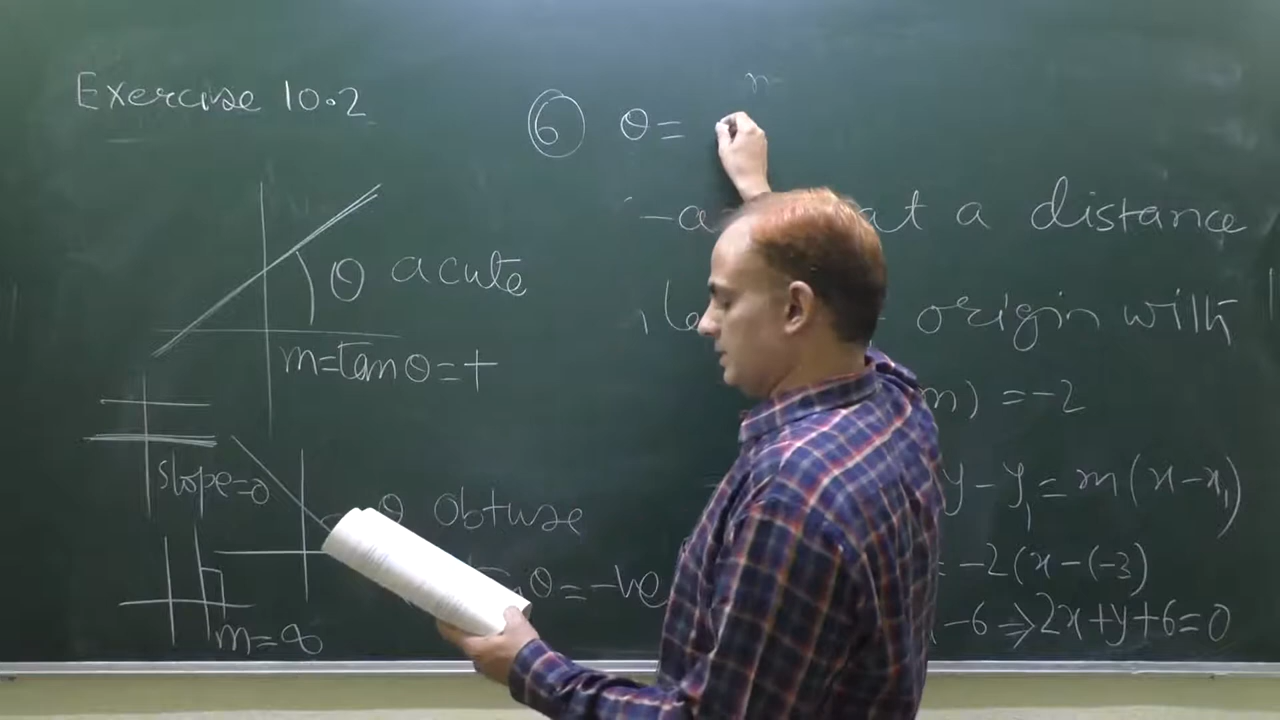 Exercise 10.2
θ acute
m=tanθ=+
slope=0
θ obtuse
θ=-ve
m=∞
⑥ θ=
at a distance
origin with
m) =-2
y-y₁=m(x-x₁)
-2(x-(-3)
-6⇒2x+y+6=0